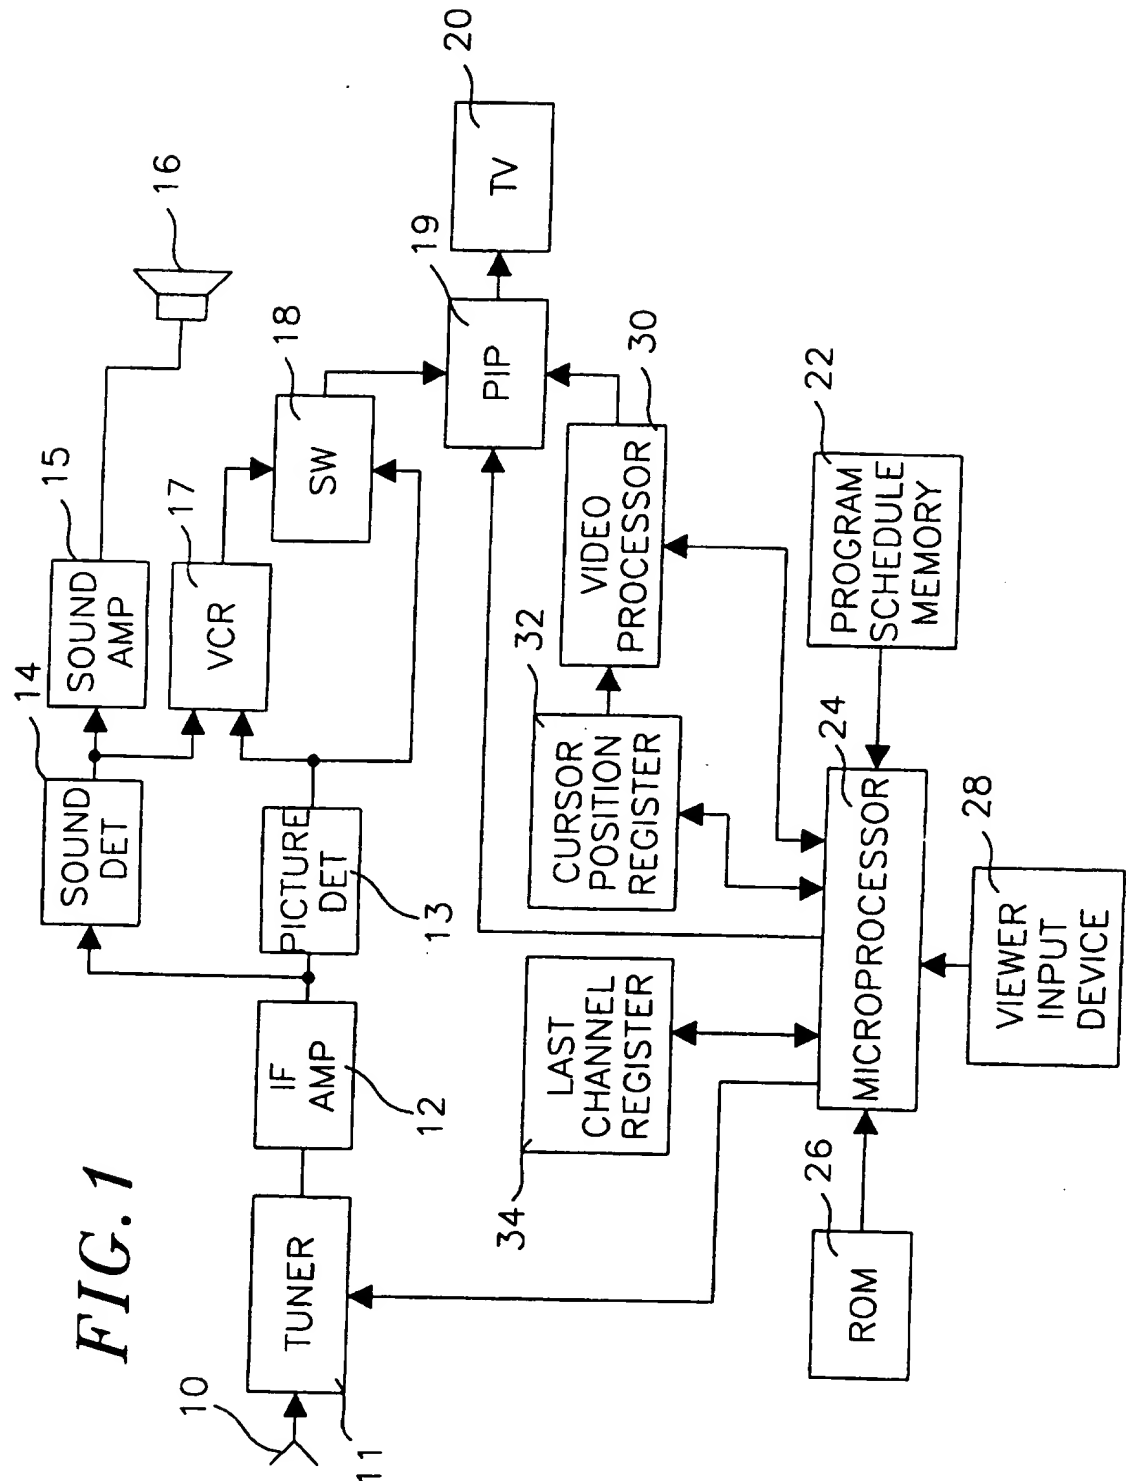 FIG. 1
10
TUNER
11
IF
AMP
12
PICTURE
DET
13
SOUND
DET
14
SOUND
AMP
15
16
VCR
17
SW
18
PIP
19
TV
20
LAST
CHANNEL
REGISTER
34
CURSOR
POSITION
REGISTER
32
VIDEO
PROCESSOR
30
ROM
26
MICROPROCESSOR
24
PROGRAM
SCHEDULE
MEMORY
22
VIEWER
INPUT
DEVICE
28